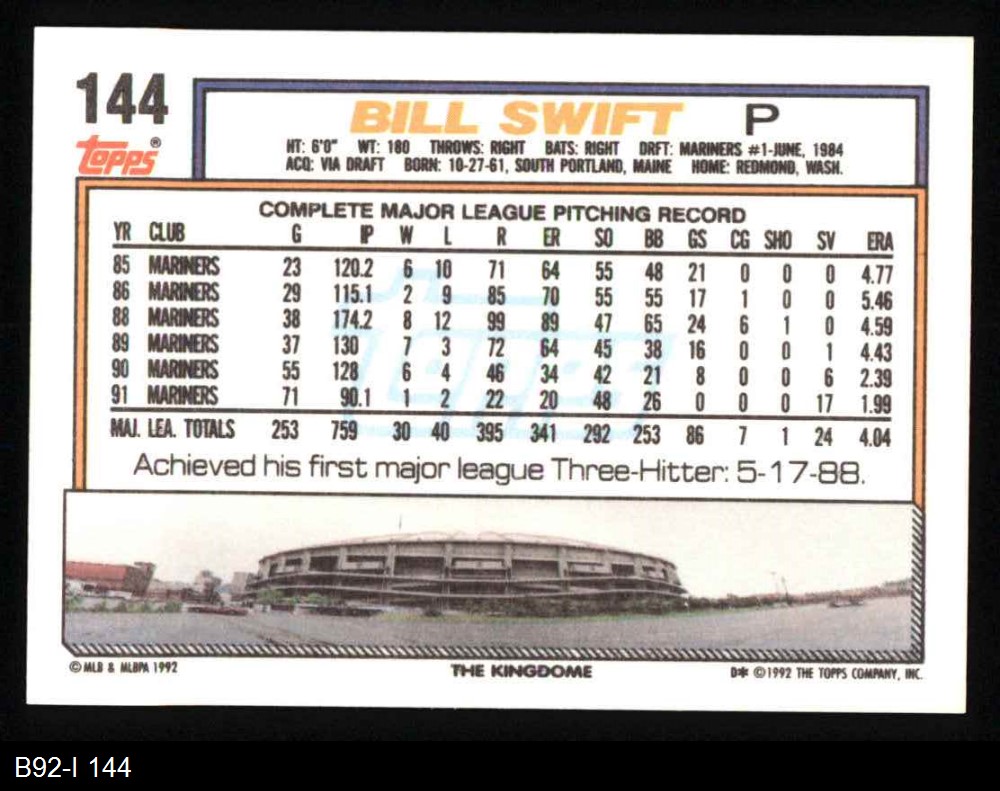 144
Topps®
BILL SWIFT P
HT: 6'0" WT: 180 THROWS: RIGHT BATS: RIGHT DRFT: MARINERS #1-JUNE, 1984
ACQ: VIA DRAFT BORN: 10-27-61, SOUTH PORTLAND, MAINE HOME: REDMOND, WASH.
COMPLETE MAJOR LEAGUE PITCHING RECORD
YR CLUB G IP W L R ER SO BB GS CG SHO SV ERA
85 MARINERS 23 120.2 6 10 71 64 55 48 21 0 0 0 4.77
86 MARINERS 29 115.1 2 9 85 70 55 55 17 1 0 0 5.46
88 MARINERS 38 174.2 8 12 99 89 47 65 24 6 1 0 4.59
89 MARINERS 37 130 7 3 72 64 45 38 16 0 0 1 4.43
90 MARINERS 55 128 6 4 46 34 42 21 8 0 0 6 2.39
91 MARINERS 71 90.1 1 2 22 20 48 26 0 0 0 17 1.99
MAJ. LEA. TOTALS 253 759 30 40 395 341 292 253 86 7 1 24 4.04
Achieved his first major league Three-Hitter: 5-17-88.
© MLB & MLBPA 1992 THE KINGDOME D* © 1992 THE TOPPS COMPANY, INC.
B92-I 144